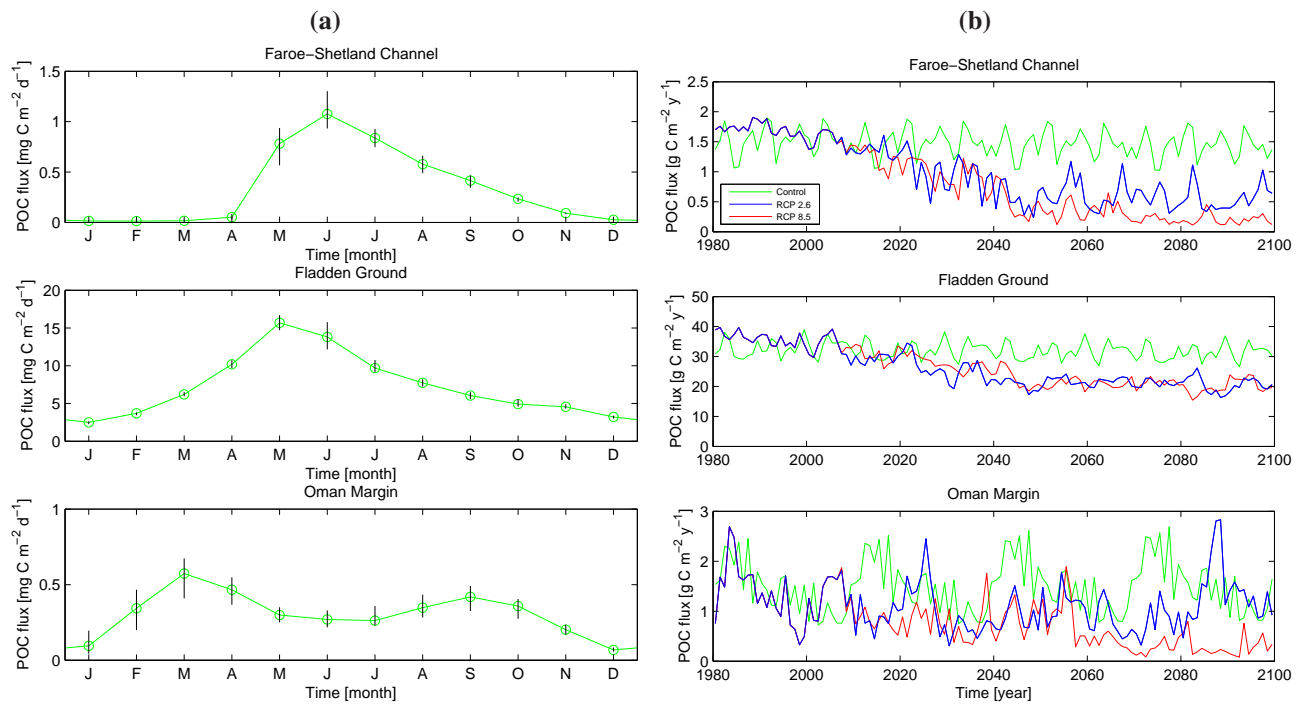 (a)
Faroe−Shetland Channel
POC flux [mg C m−2 d−1]
1.5
1
0.5
0
J F M A M J J A S O N D
Time [month]
Fladden Ground
POC flux [mg C m−2 d−1]
20
15
10
5
0
J F M A M J J A S O N D
Time [month]
Oman Margin
POC flux [mg C m−2 d−1]
1
0.5
0
J F M A M J J A S O N D
Time [month]
(b)
Faroe−Shetland Channel
POC flux [g C m−2 y−1]
2.5
2
1.5
1
0.5
0
Control
RCP 2.6
RCP 8.5
1980 2000 2020 2040 2060 2080 2100
Fladden Ground
POC flux [g C m−2 y−1]
50
40
30
20
10
0
1980 2000 2020 2040 2060 2080 2100
Oman Margin
POC flux [g C m−2 y−1]
3
2
1
0
1980 2000 2020 2040 2060 2080 2100
Time [year]